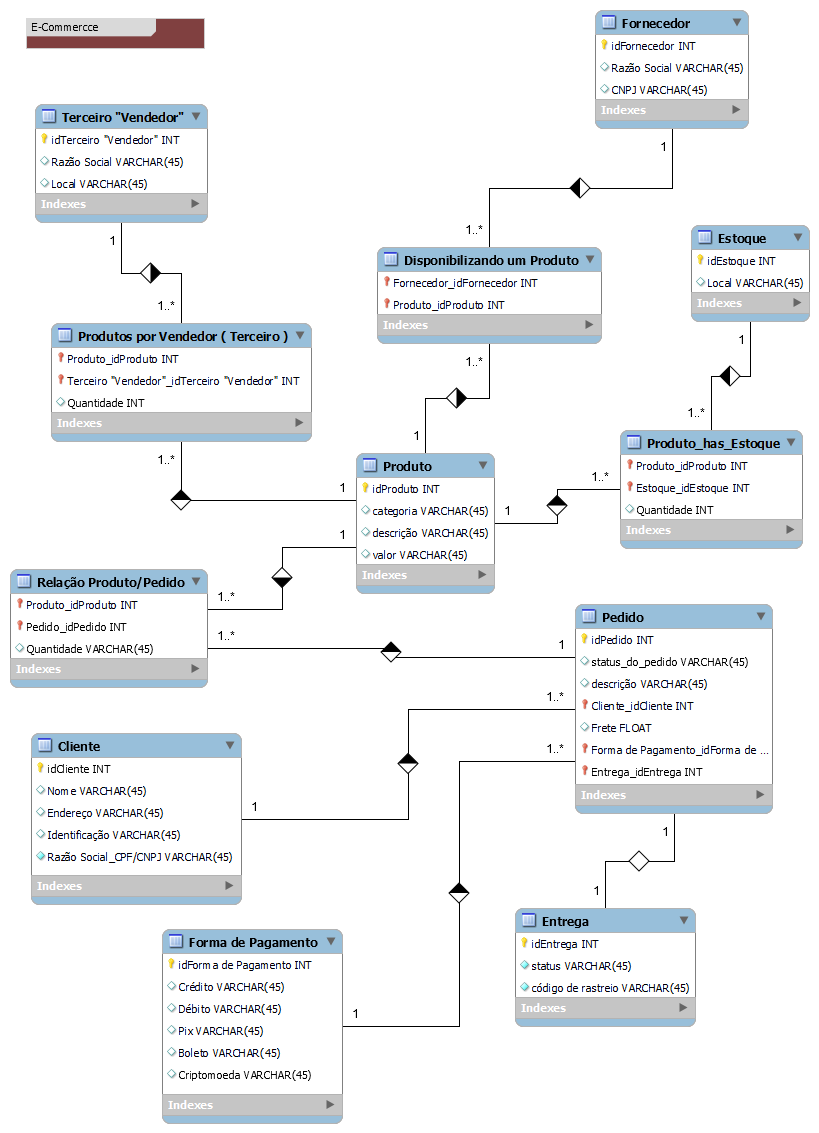 E-Commercce
Fornecedor
idFornecedor INT
Razão Social VARCHAR(45)
CNPJ VARCHAR(45)
Indexes
1
1..*
Terceiro "Vendedor"
idTerceiro "Vendedor" INT
Razão Social VARCHAR(45)
Local VARCHAR(45)
Indexes
1
1..*
Disponibilizando um Produto
Fornecedor_idFornecedor INT
Produto_idProduto INT
Indexes
1..*
1
Estoque
idEstoque INT
Local VARCHAR(45)
Indexes
1
1..*
Produtos por Vendedor ( Terceiro )
Produto_idProduto INT
Terceiro "Vendedor"_idTerceiro "Vendedor" INT
Quantidade INT
Indexes
1..*
1
Produto
idProduto INT
categoria VARCHAR(45)
descrição VARCHAR(45)
valor VARCHAR(45)
Indexes
1
1..*
Produto_has_Estoque
Produto_idProduto INT
Estoque_idEstoque INT
Quantidade INT
Indexes
1
1..*
Relação Produto/Pedido
Produto_idProduto INT
Pedido_idPedido INT
Quantidade VARCHAR(45)
Indexes
1..*
1
Pedido
idPedido INT
status_do_pedido VARCHAR(45)
descrição VARCHAR(45)
Cliente_idCliente INT
Frete FLOAT
Forma de Pagamento_idForma de ...
Entrega_idEntrega INT
Indexes
1..*
1..*
1
Cliente
idCliente INT
Nome VARCHAR(45)
Endereço VARCHAR(45)
Identificação VARCHAR(45)
Razão Social_CPF/CNPJ VARCHAR(45)
Indexes
1
1
Entrega
idEntrega INT
status VARCHAR(45)
código de rastreio VARCHAR(45)
Indexes
Forma de Pagamento
idForma de Pagamento INT
Crédito VARCHAR(45)
Débito VARCHAR(45)
Pix VARCHAR(45)
Boleto VARCHAR(45)
Criptomoeda VARCHAR(45)
Indexes
1